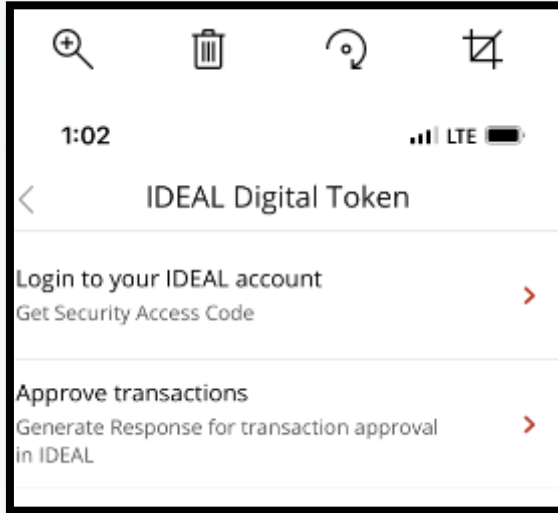 1:02
LTE
IDEAL Digital Token
Login to your IDEAL account
Get Security Access Code
Approve transactions
Generate Response for transaction approval
in IDEAL